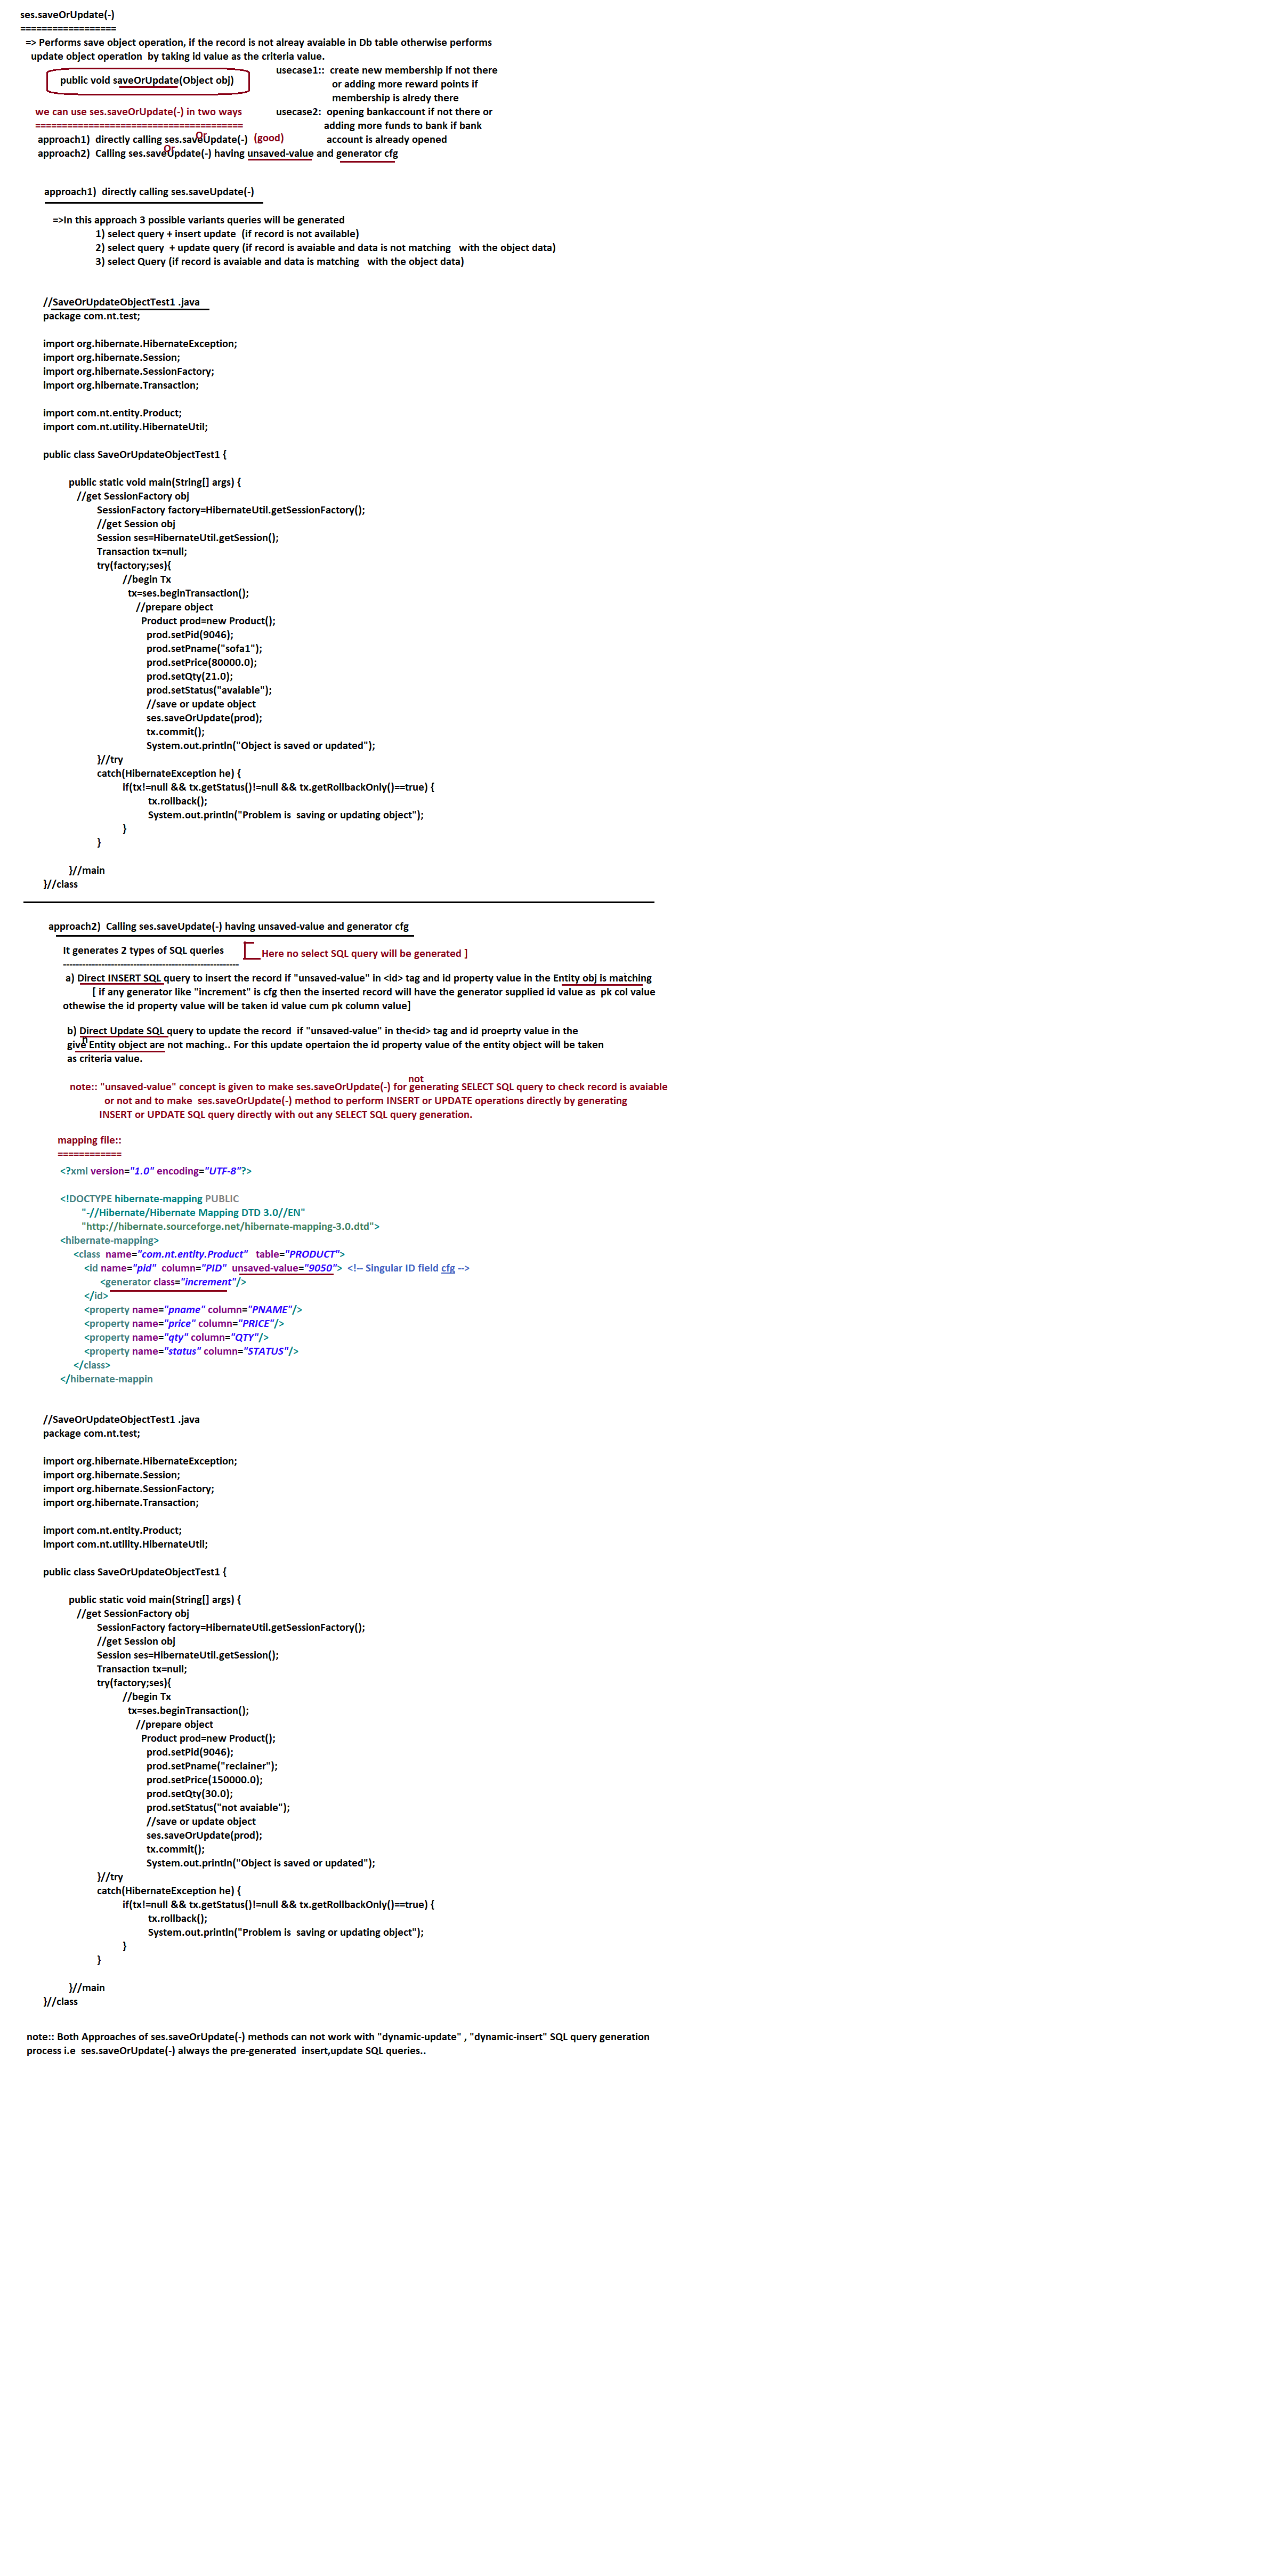 ses.saveOrUpdate(-)
==================
=> Performs save object operation, if the record is not alreay avaiable in Db table otherwise performs
update object operation  by taking id value as the criteria value.
public void saveOrUpdate(Object obj)
usecase1::  create new membership if not there
or adding more reward points if
membership is alredy there
we can use ses.saveOrUpdate(-) in two ways
=======================================
usecase2:  opening bankaccount if not there or
adding more funds to bank if bank
account is already opened
Or
approach1)  directly calling ses.saveUpdate(-)  (good)
Or
approach2)  Calling ses.saveUpdate(-) having unsaved-value and generator cfg
approach1)  directly calling ses.saveUpdate(-)
=>In this approach 3 possible variants queries will be generated
1) select query + insert update  (if record is not available)
2) select query  + update query (if record is avaiable and data is not matching   with the object data)
3) select Query (if record is avaiable and data is matching   with the object data)
//SaveOrUpdateObjectTest1 .java
package com.nt.test;
import org.hibernate.HibernateException;
import org.hibernate.Session;
import org.hibernate.SessionFactory;
import org.hibernate.Transaction;
import com.nt.entity.Product;
import com.nt.utility.HibernateUtil;
public class SaveOrUpdateObjectTest1 {
public static void main(String[] args) {
//get SessionFactory obj
SessionFactory factory=HibernateUtil.getSessionFactory();
//get Session obj
Session ses=HibernateUtil.getSession();
Transaction tx=null;
try(factory;ses){
//begin Tx
tx=ses.beginTransaction();
//prepare object
Product prod=new Product();
prod.setPid(9046);
prod.setPname("sofa1");
prod.setPrice(80000.0);
prod.setQty(21.0);
prod.setStatus("avaiable");
//save or update object
ses.saveOrUpdate(prod);
tx.commit();
System.out.println("Object is saved or updated");
}//try
catch(HibernateException he) {
if(tx!=null && tx.getStatus()!=null && tx.getRollbackOnly()==true) {
tx.rollback();
System.out.println("Problem is  saving or updating object");
}
}
}//main
}//class
approach2)  Calling ses.saveUpdate(-) having unsaved-value and generator cfg
It generates 2 types of SQL queries
[ Here no select SQL query will be generated ]
-------------------------------------------------------
a) Direct INSERT SQL query to insert the record if "unsaved-value" in <id> tag and id property value in the Entity obj is matching
[ if any generator like "increment" is cfg then the inserted record will have the generator supplied id value as  pk col value
othewise the id property value will be taken id value cum pk column value]
b) Direct Update SQL query to update the record  if "unsaved-value" in the<id> tag and id proeprty value in the
n
give Entity object are not maching.. For this update opertaion the id property value of the entity object will be taken
as criteria value.
not
note:: "unsaved-value" concept is given to make ses.saveOrUpdate(-) for generating SELECT SQL query to check record is avaiable
or not and to make  ses.saveOrUpdate(-) method to perform INSERT or UPDATE operations directly by generating
INSERT or UPDATE SQL query directly with out any SELECT SQL query generation.
mapping file::
============
<?xml version="1.0" encoding="UTF-8"?>
<!DOCTYPE hibernate-mapping PUBLIC
"-//Hibernate/Hibernate Mapping DTD 3.0//EN"
"http://hibernate.sourceforge.net/hibernate-mapping-3.0.dtd">
<hibernate-mapping>
<class  name="com.nt.entity.Product"   table="PRODUCT">
<id name="pid"  column="PID"  unsaved-value="9050">  <!-- Singular ID field cfg -->
<generator class="increment"/>
</id>
<property name="pname" column="PNAME"/>
<property name="price" column="PRICE"/>
<property name="qty" column="QTY"/>
<property name="status" column="STATUS"/>
</class>
</hibernate-mappin
//SaveOrUpdateObjectTest1 .java
package com.nt.test;
import org.hibernate.HibernateException;
import org.hibernate.Session;
import org.hibernate.SessionFactory;
import org.hibernate.Transaction;
import com.nt.entity.Product;
import com.nt.utility.HibernateUtil;
public class SaveOrUpdateObjectTest1 {
public static void main(String[] args) {
//get SessionFactory obj
SessionFactory factory=HibernateUtil.getSessionFactory();
//get Session obj
Session ses=HibernateUtil.getSession();
Transaction tx=null;
try(factory;ses){
//begin Tx
tx=ses.beginTransaction();
//prepare object
Product prod=new Product();
prod.setPid(9046);
prod.setPname("reclainer");
prod.setPrice(150000.0);
prod.setQty(30.0);
prod.setStatus("not avaiable");
//save or update object
ses.saveOrUpdate(prod);
tx.commit();
System.out.println("Object is saved or updated");
}//try
catch(HibernateException he) {
if(tx!=null && tx.getStatus()!=null && tx.getRollbackOnly()==true) {
tx.rollback();
System.out.println("Problem is  saving or updating object");
}
}
}//main
}//class
note:: Both Approaches of ses.saveOrUpdate(-) methods can not work with "dynamic-update" , "dynamic-insert" SQL query generation
process i.e  ses.saveOrUpdate(-) always the pre-generated  insert,update SQL queries..